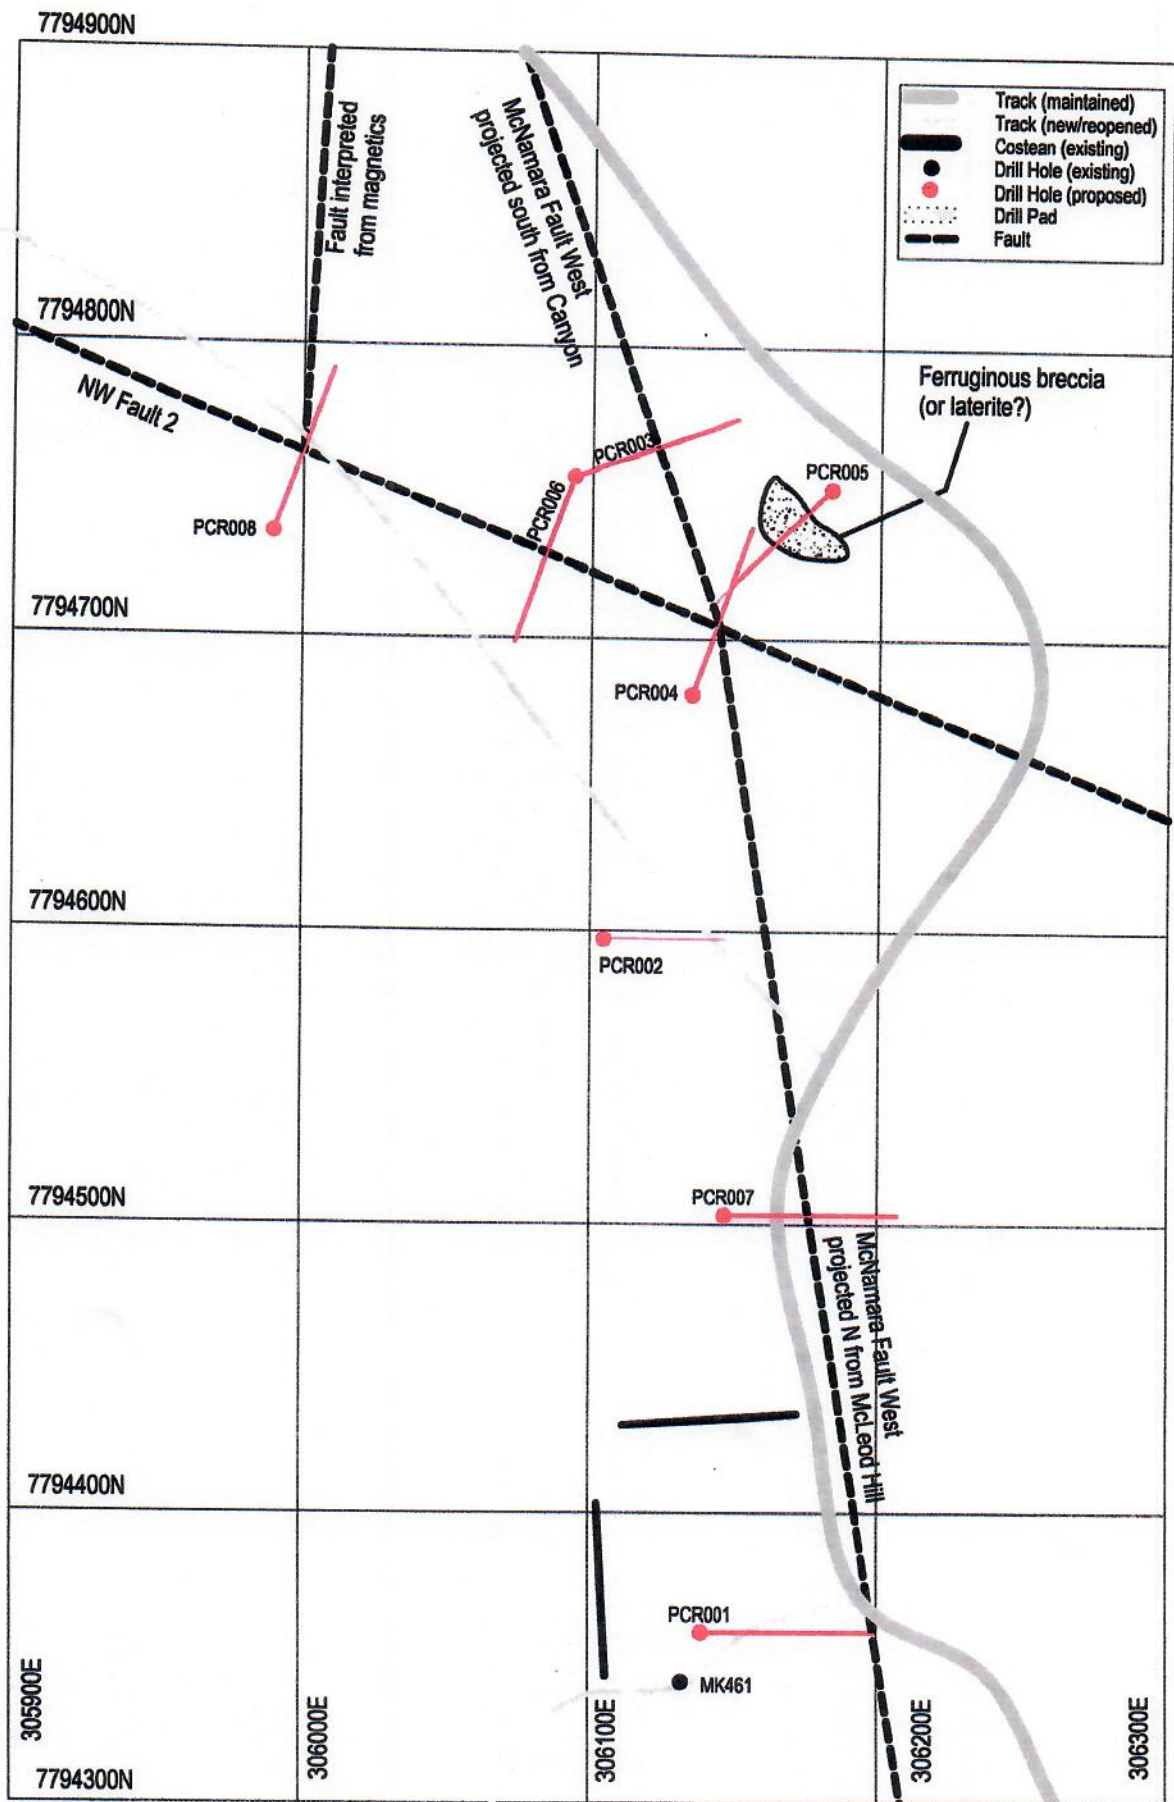 7794900N
Track (maintained)
Track (new/reopened)
Costean (existing)
Drill Hole (existing)
Drill Hole (proposed)
Drill Pad
Fault
Fault interpreted
from magnetics
McNamara Fault West
projected south from Canyon
7794800N
NW Fault 2
Ferruginous breccia
(or laterite?)
PCR003
PCR005
PCR006
PCR008
7794700N
PCR004
7794600N
PCR002
7794500N
PCR007
McNamara Fault West
projected N from McLeod Hill
7794400N
PCR001
MK461
305900E
306000E
306100E
306200E
306300E
7794300N